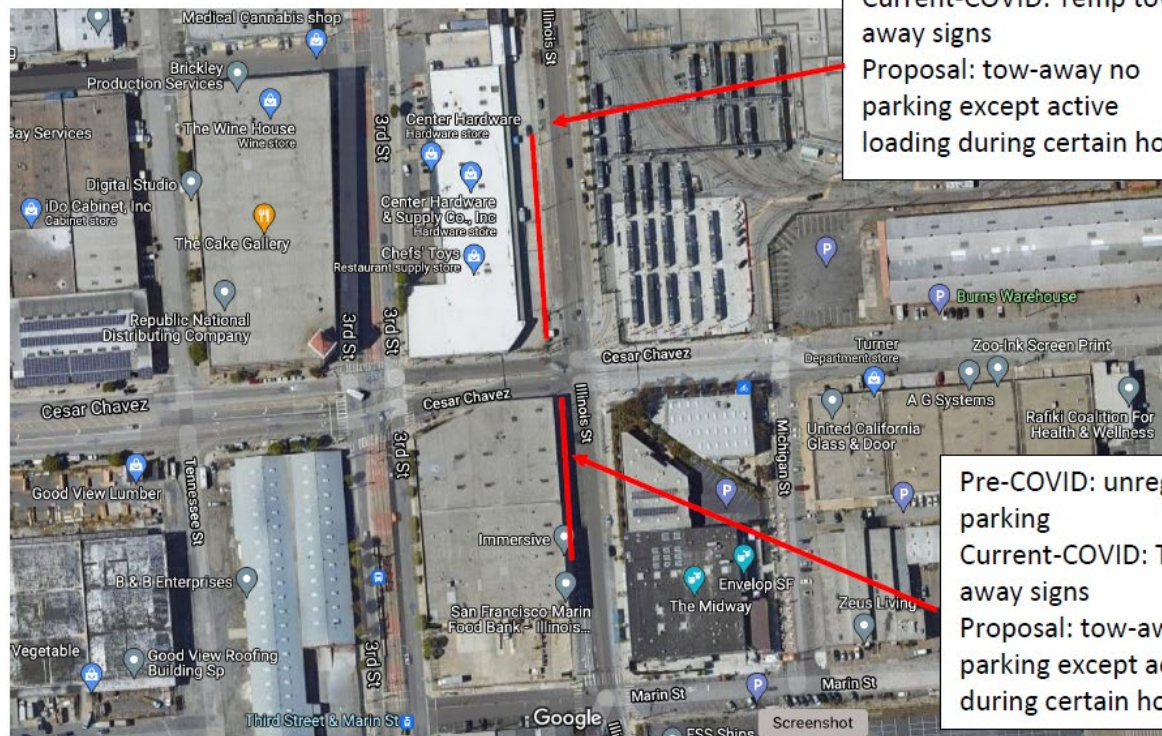 Medical Cannabis shop
Illinois St
Current-COVID: Temp
away signs
Proposal: tow-away no
parking except active
loading during certain
Brickley
Production Services
The Wine House
Wine store
3rd St
Center Hardware
Hardware store
Bay Services
Digital Studio
iDo Cabinet, Inc
Cabinet store
Center Hardware
& Supply Co., Inc
Hardware store
The Cake Gallery
Chefs' Toys
Restaurant supply store
P
P
Burns Warehouse
Republic National
Distributing Company
3rd St
3rd St
Cesar Chavez
Turner
Department store
Zoo-Ink Screen Print
Cesar Chavez
Cesar Chavez
Illinois St
A G Systems
United California
Glass & Door
Rafiki Coalition For
Health & Wellness
3rd St
Michigan St
Good View Lumber
Tennessee St
P
P
Pre-COVID:
parking
Current-COVID:
away signs
Proposal:
parking except
during certain
Immersive
B & B Enterprises
Envelop SF
The Midway
San Francisco-Marin
Food Bank - Illinois...
Zeus Living
Vegetable
Good View Roofing
Building Sp
3rd St
Marin St
P
Marin St
Third Street & Marin St
Google
Screenshot
FSS Ships